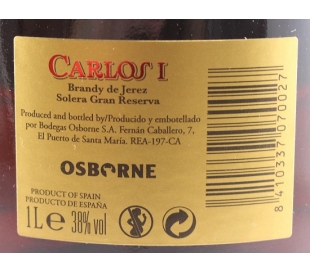 CARLOS I
Brandy de Jerez
Solera Gran Reserva
Produced and bottled by/Producido y embotellado
por Bodegas Osborne S.A. Fernán Caballero, 7.
El Puerto de Santa María. REA-197-CA
OSBORNE
PRODUCT OF SPAIN
PRODUCTO DE ESPAÑA
1L e 38% vol
8 410337 070027